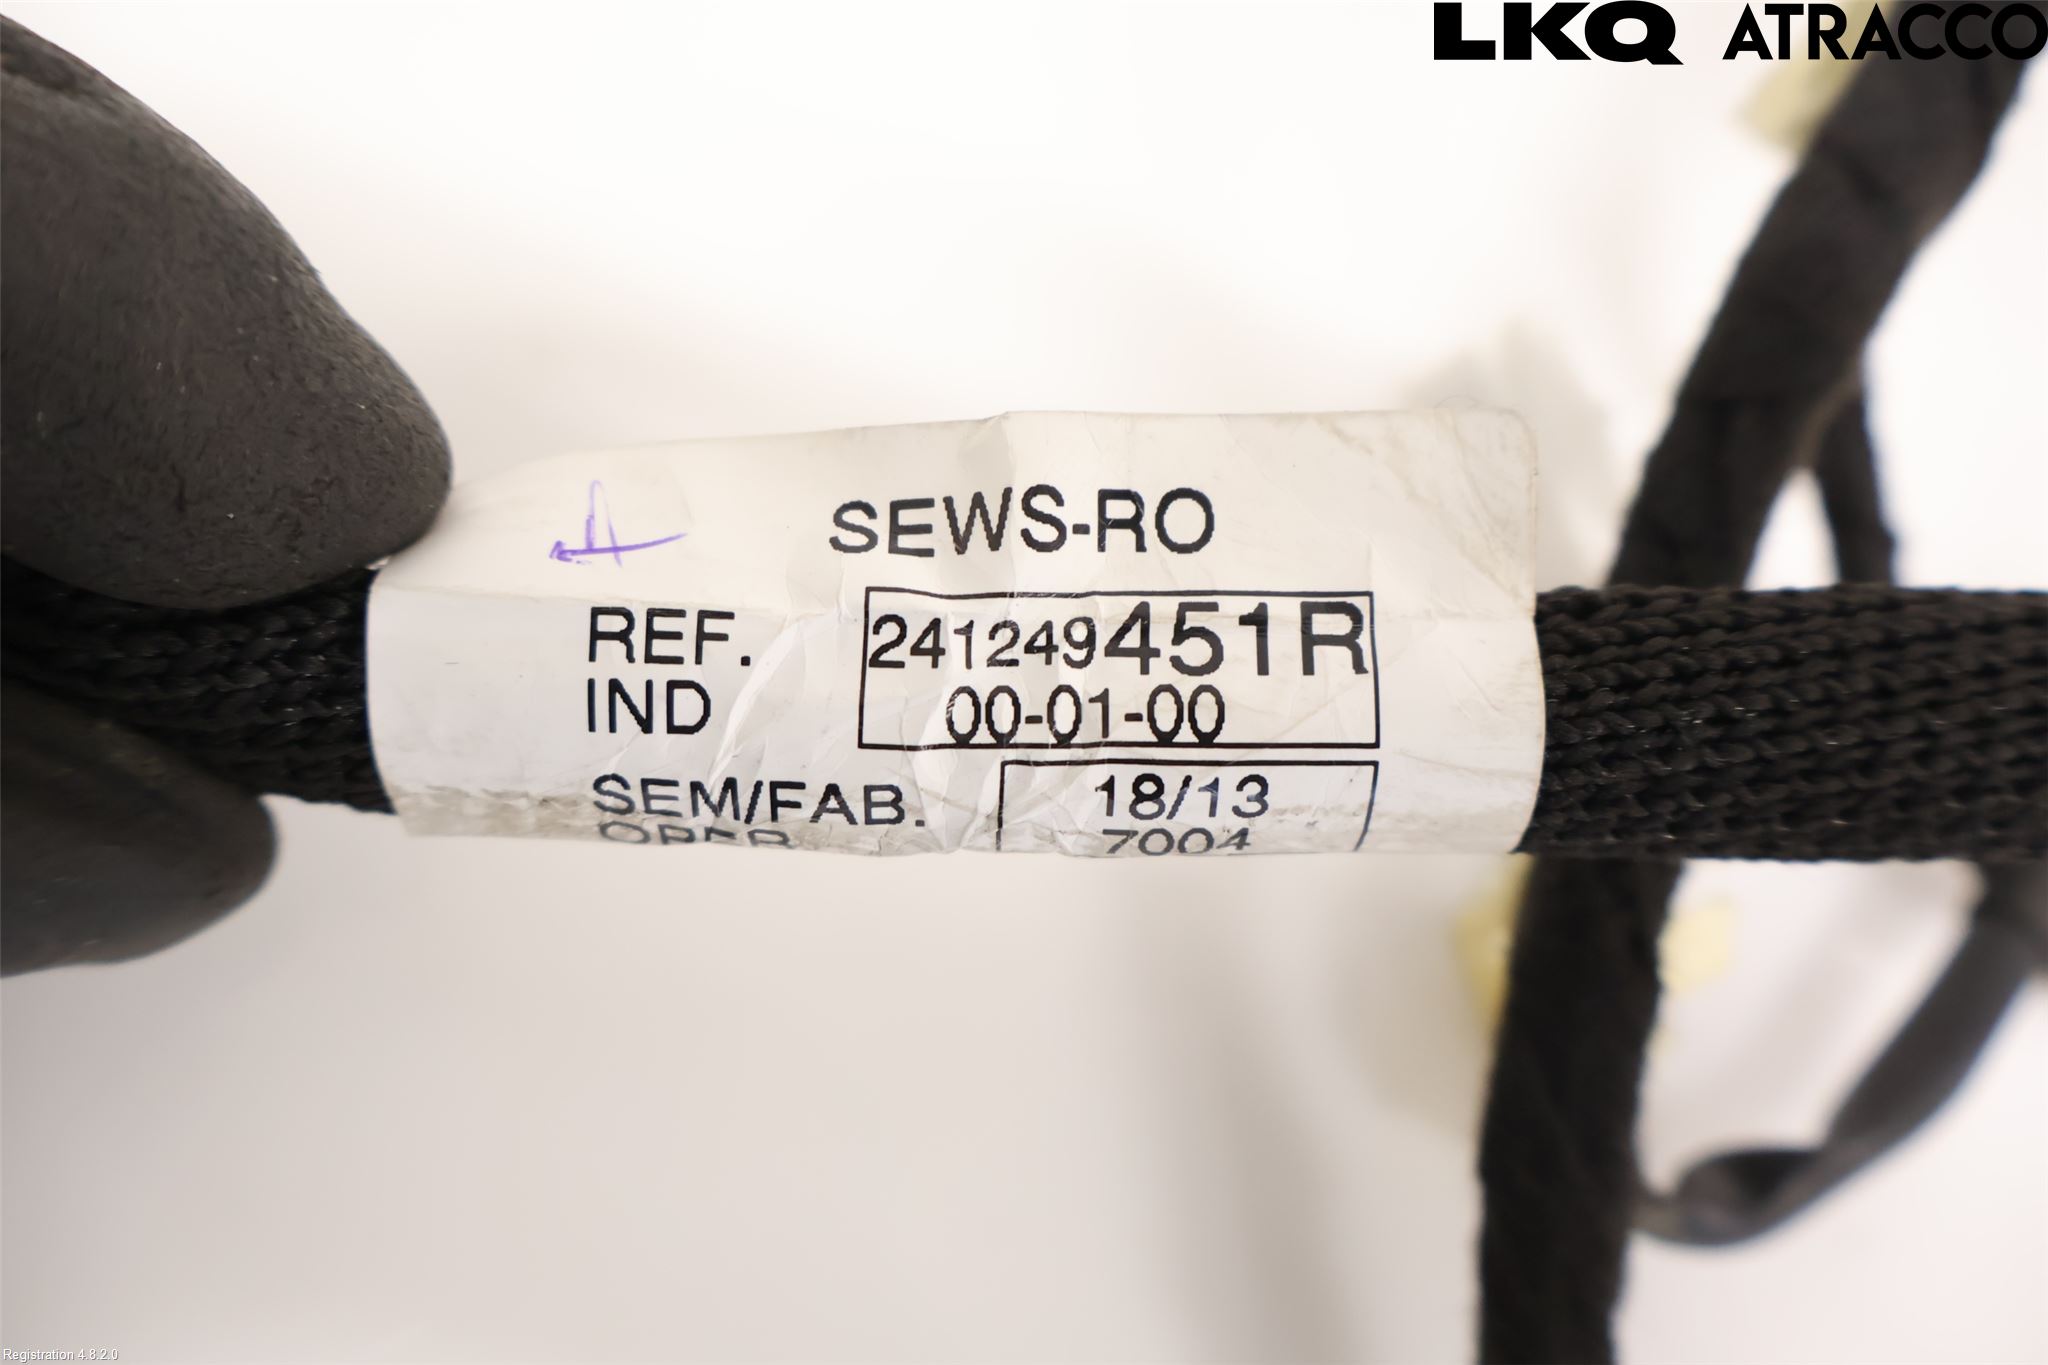 LKQ ATRACCO
SEWS-RO
REF. 241249451R
IND 00-01-00
SEM/FAB. 18/13
OPER 7004
Registration 4.8.2.0